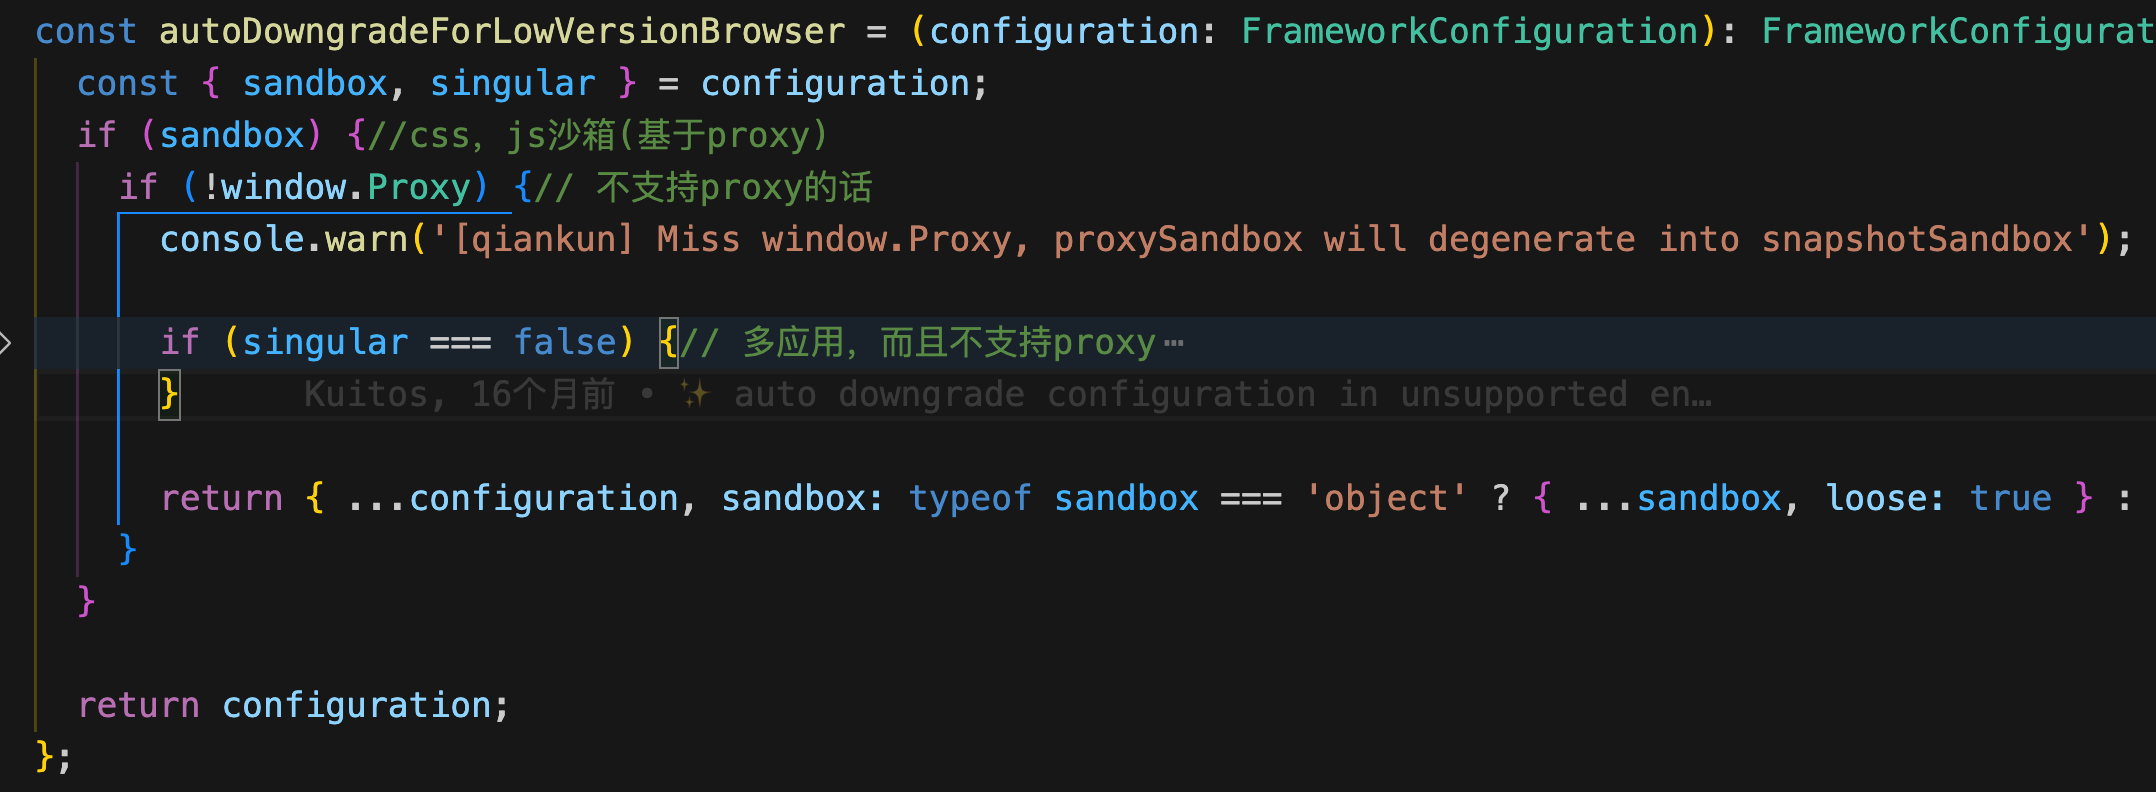 const autoDowngradeForLowVersionBrowser = (configuration: FrameworkConfiguration): FrameworkConfigurat
const { sandbox, singular } = configuration;
if (sandbox) {//css，js沙箱(基于proxy)
if (!window.Proxy) {// 不支持proxy的话
console.warn('[qiankun] Miss window.Proxy, proxySandbox will degenerate into snapshotSandbox');
if (singular === false) {// 多应用，而且不支持proxy⋯
} Kuitos, 16个月前 • ✨ auto downgrade configuration in unsupported en…
return { ...configuration, sandbox: typeof sandbox === 'object' ? { ...sandbox, loose: true } :
}
}
return configuration;
};